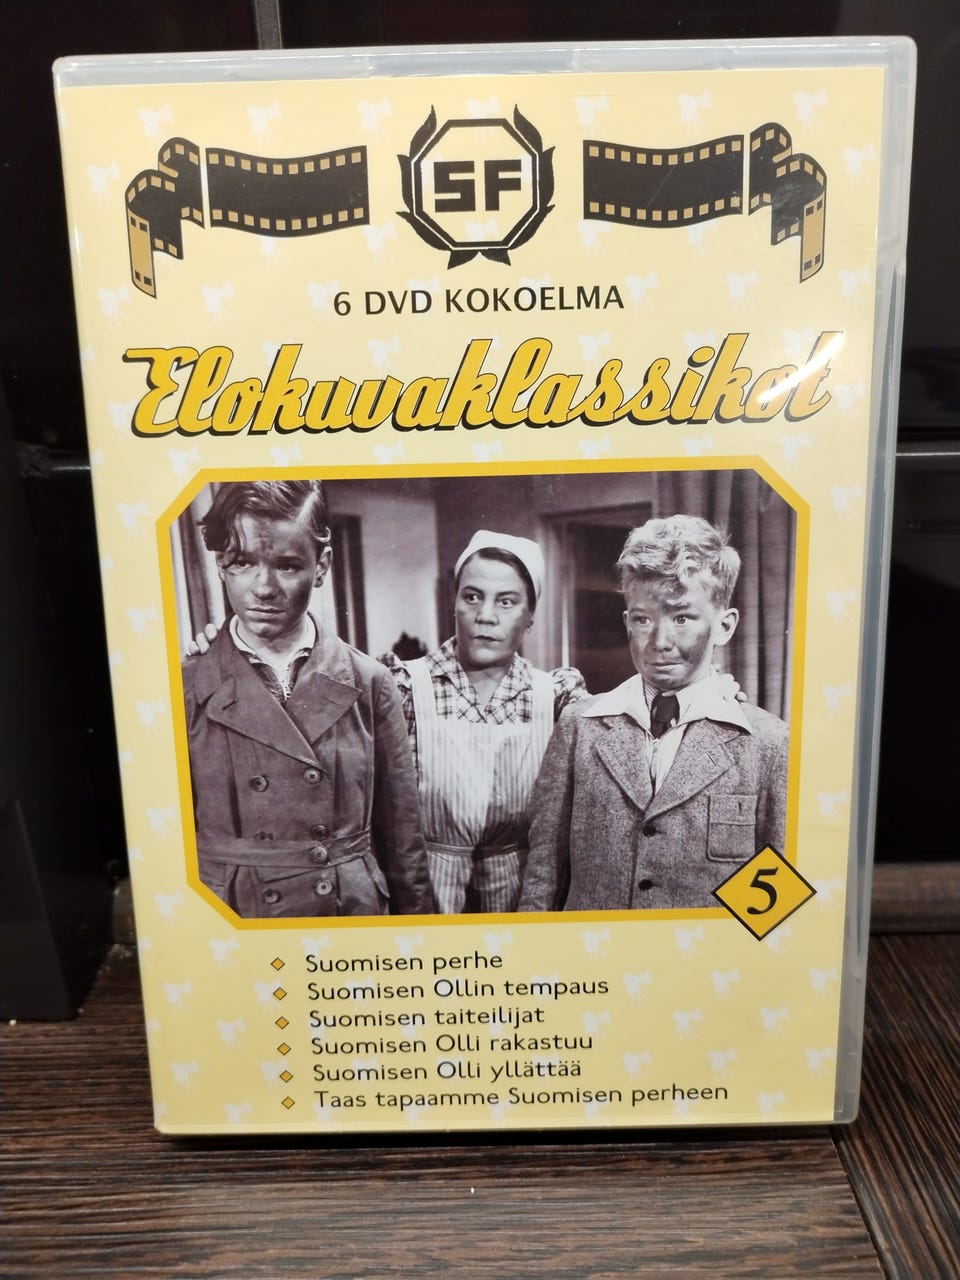 SF
6 DVD KOKOELMA
Elokuvaklassikot
5
Suomisen perhe
Suomisen Ollin tempaus
Suomisen taiteilijat
Suomisen Olli rakastuu
Suomisen Olli yllättää
Taas tapaamme Suomisen perheen